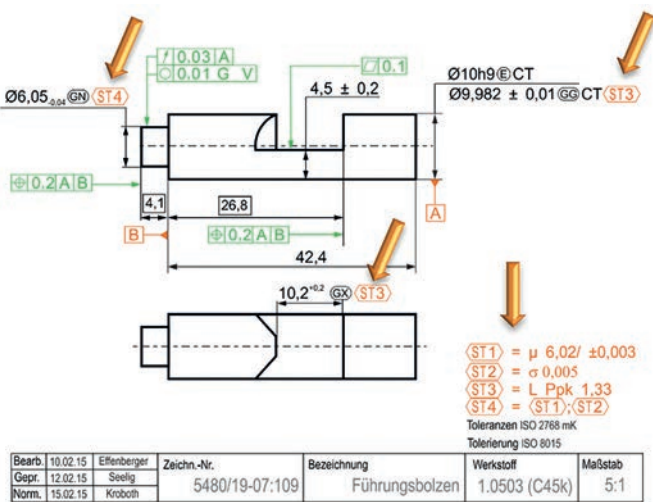 ↗ 0.03 A
○ 0.01 G V
▱ 0.1
Ø10h9 Ⓔ CT
Ø9,982 ± 0,01 GG CT ST3
4,5 ± 0,2
Ø6,05 -0.04 GN ST4
⌖ 0.2 A B
4,1
26,8
A
B
⌖ 0.2 A B
42,4
10,2 +0,2 GX ST3
ST1 = µ 6,02/ ±0,003
ST2 = σ 0,005
ST3 = L Ppk 1,33
ST4 = ST1;ST2
Toleranzen ISO 2768 mK
Tolerierung ISO 8015
Bearb. 10.02.15 Effenberger
Gepr. 12.02.15 Seelig
Norm. 15.02.15 Kroboth
Zeichn.-Nr.
5480/19-07:109
Bezeichnung
Führungsbolzen
Werkstoff
1.0503 (C45k)
Maßstab
5:1